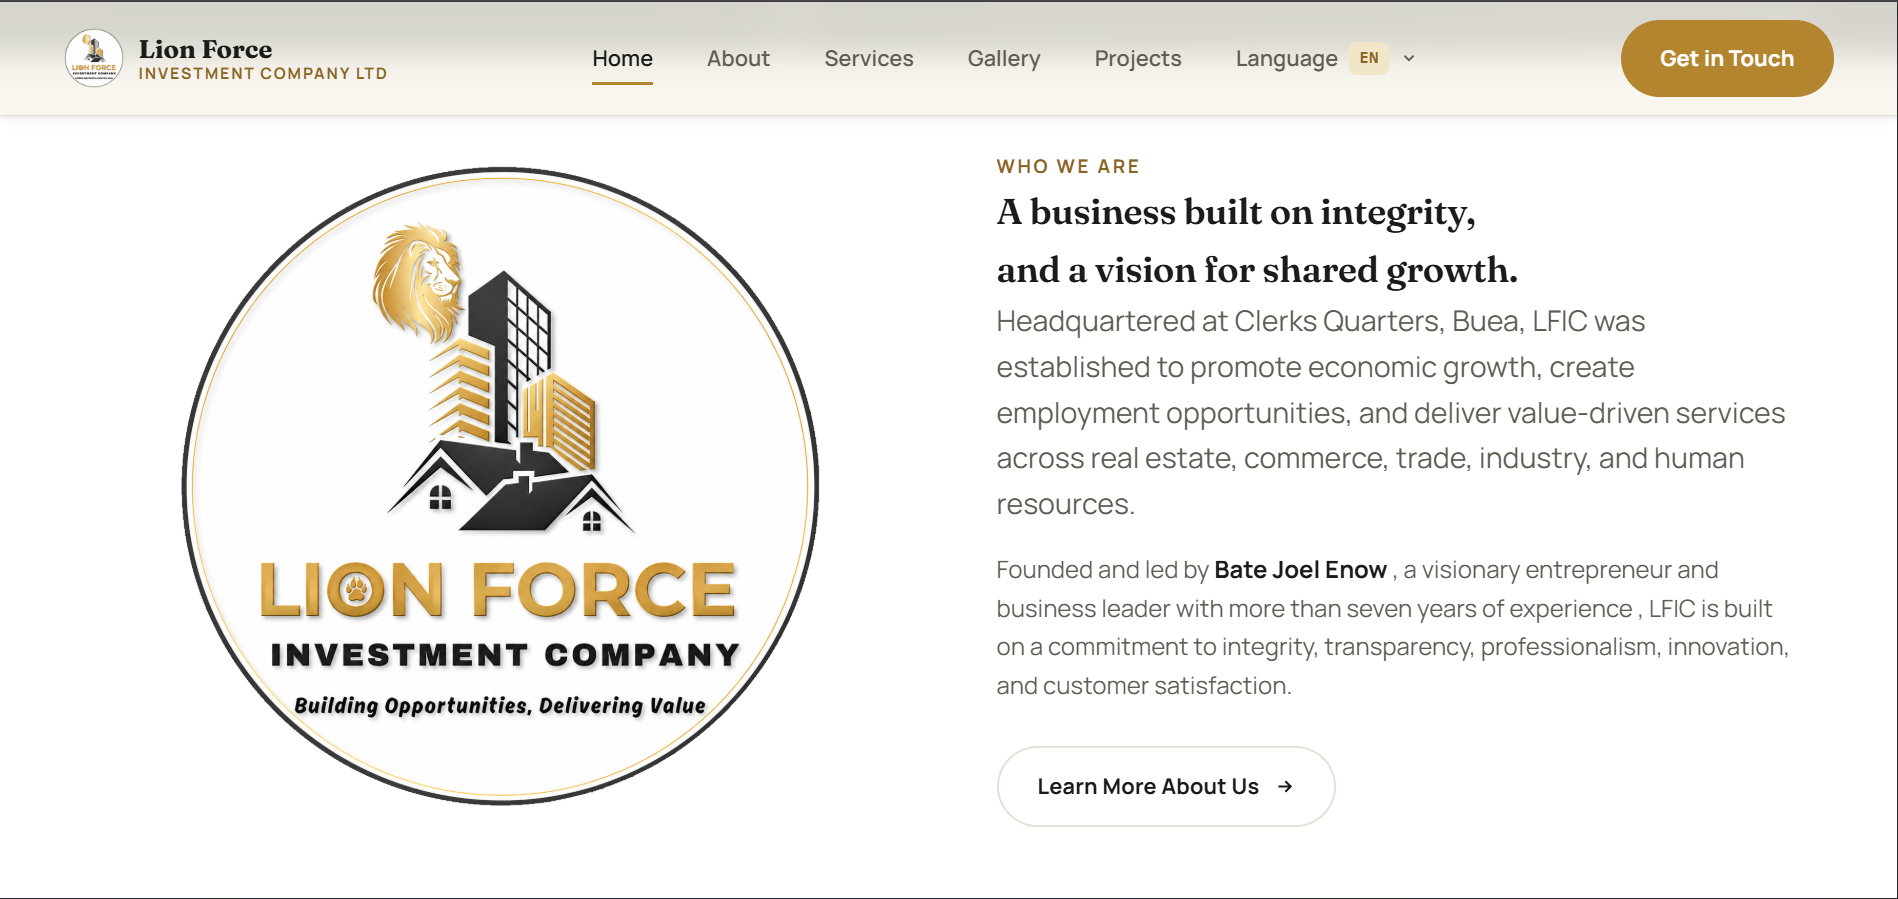 Lion Force
INVESTMENT COMPANY LTD
Home About Services Gallery Projects Language EN
Get in Touch
LION FORCE
INVESTMENT COMPANY
Building Opportunities, Delivering Value
WHO WE ARE
A business built on integrity,
and a vision for shared growth.
Headquartered at Clerks Quarters, Buea, LFIC was
established to promote economic growth, create
employment opportunities, and deliver value-driven services
across real estate, commerce, trade, industry, and human
resources.
Founded and led by Bate Joel Enow , a visionary entrepreneur and
business leader with more than seven years of experience , LFIC is built
on a commitment to integrity, transparency, professionalism, innovation,
and customer satisfaction.
Learn More About Us →